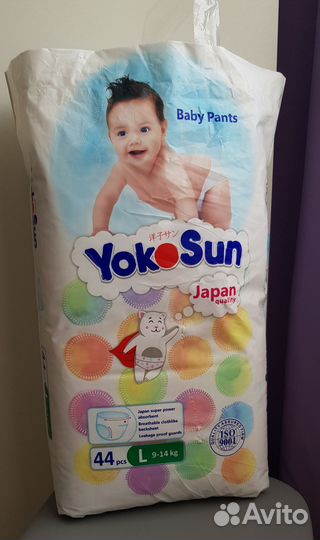 Baby Pants
洋子サン
YokoSun
Japan
quality
Japan super power
absorbent
Breathable clothlike
backsheet
Leakage proof guards
44 pcs L 9-14 kg
ISO
9001
Avito